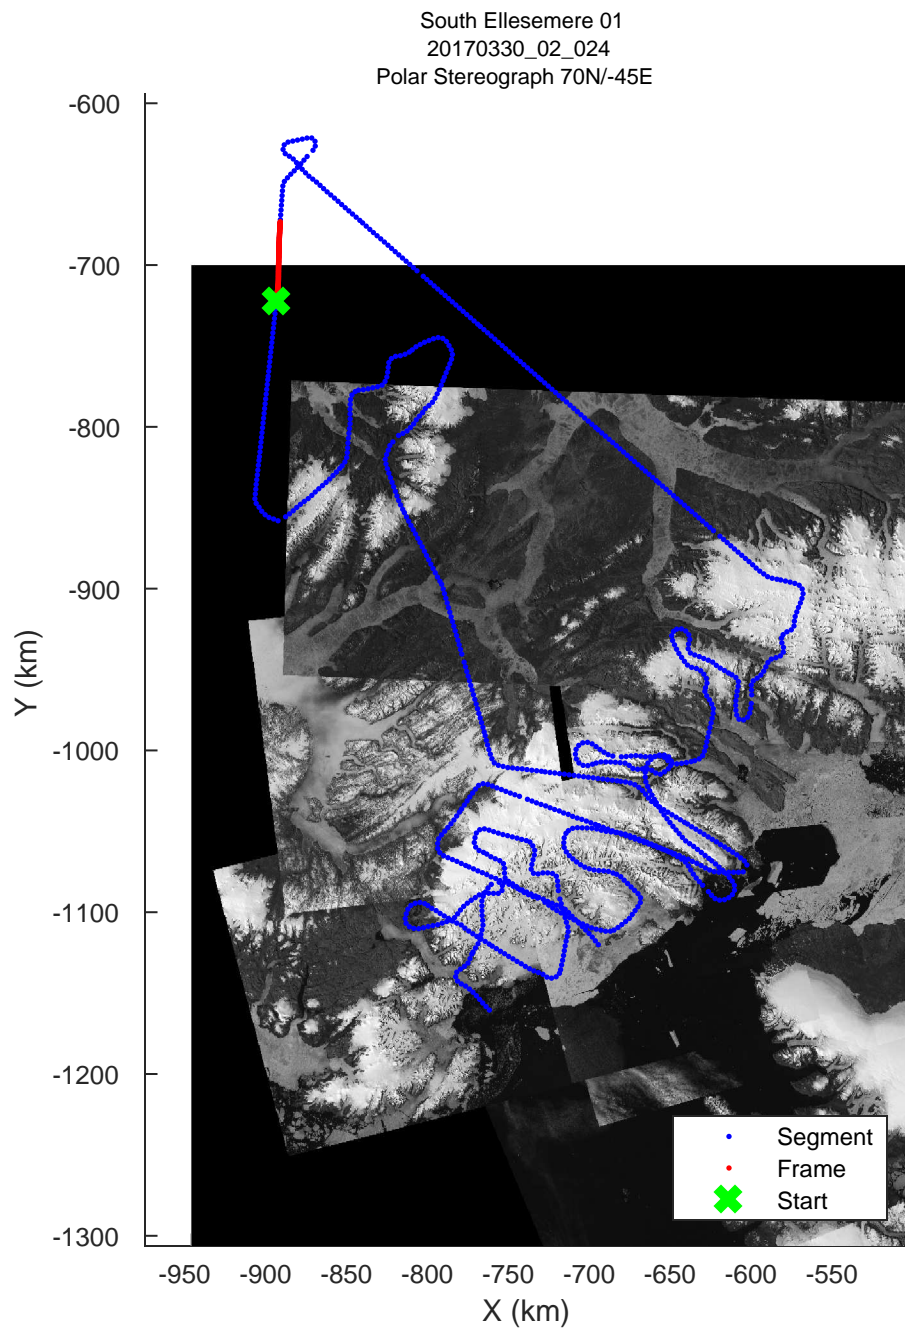 South Ellesemere 01
20170330_02_024
Polar Stereograph 70N/-45E
-600
-700
-800
-900
-1000
-1100
-1200
-1300
Y (km)
-950 -900 -850 -800 -750 -700 -650 -600 -550
X (km)
Segment
Frame
Start